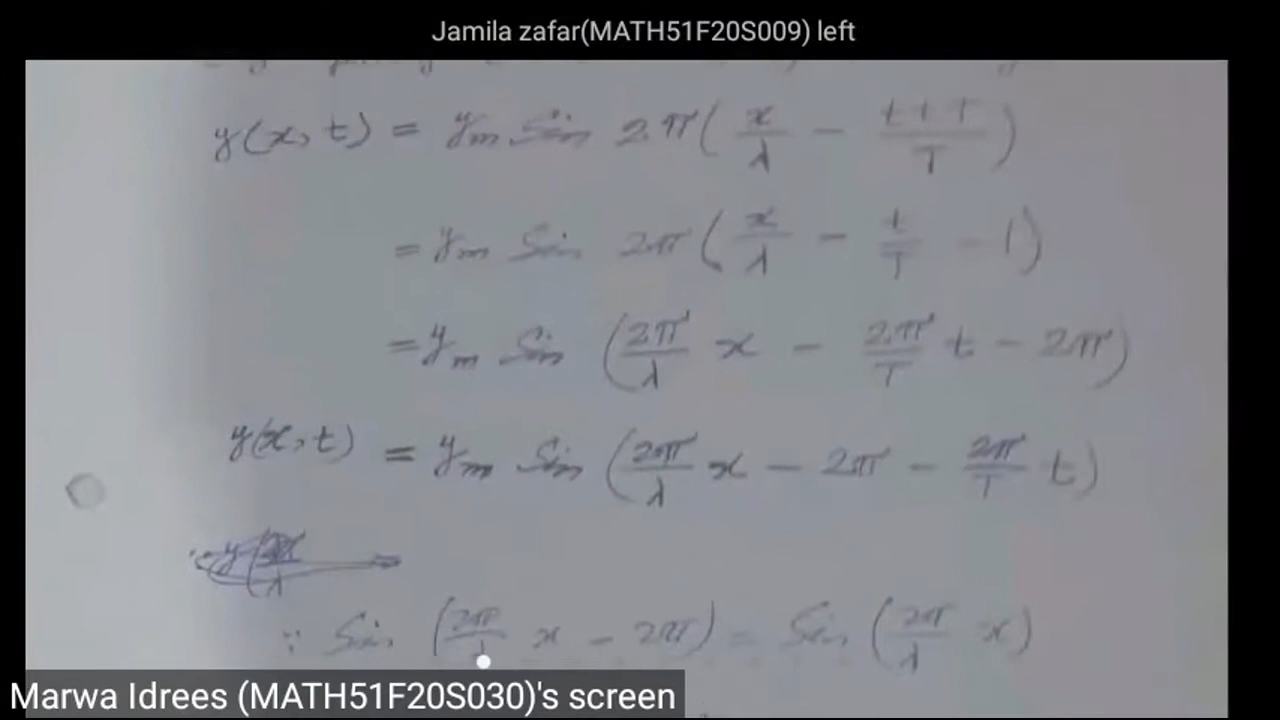 Jamila zafar(MATH51F20S009) left
y(x, t) = yₘ Sin 2π( x/λ − t+T/T )
= yₘ Sin 2π ( x/λ − t/T − 1 )
= yₘ Sin ( 2π/λ x − 2π/T t − 2π )
y(x, t) = yₘ Sin ( 2π/λ x − 2π − 2π/T t )
∵ Sin ( 2π/λ x − 2π ) = Sin ( 2π/λ x )
Marwa Idrees (MATH51F20S030)'s screen